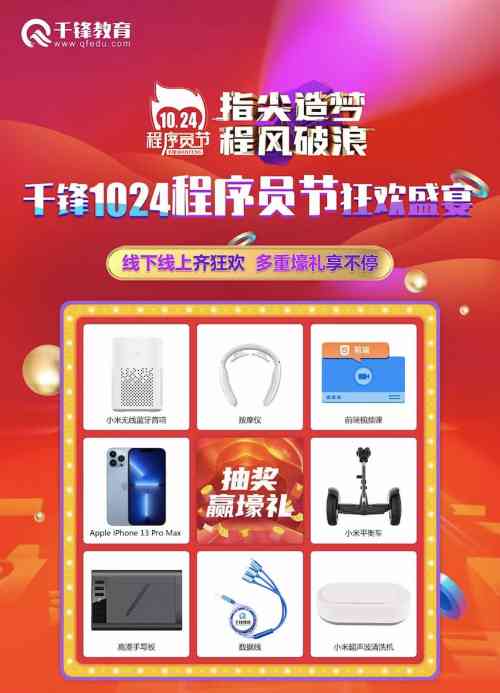 千锋教育
www.qfedu.com
10.24
程序员节
指尖造梦
程风破浪
千锋1024程序员节狂欢盛宴
线下线上齐狂欢 多重壕礼享不停
小米无线蓝牙音响
按摩仪
前端
前端视频课
Apple iPhone 13 Pro Max
抽奖
赢壕礼
小米平衡车
高漫手写板
数据线
小米超声波清洗机